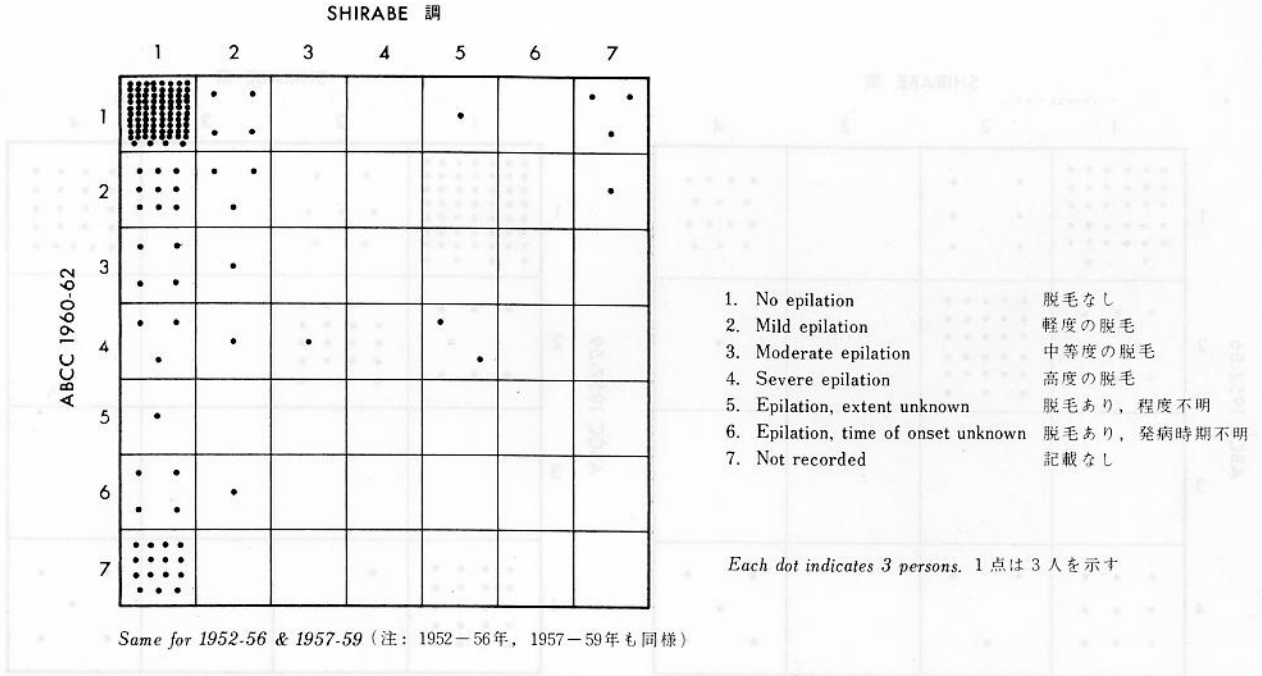 SHIRABE 調
1 2 3 4 5 6 7
ABCC 1960-62
1
2
3
4
5
6
7
1. No epilation 脱毛なし
2. Mild epilation 軽度の脱毛
3. Moderate epilation 中等度の脱毛
4. Severe epilation 高度の脱毛
5. Epilation, extent unknown 脱毛あり，程度不明
6. Epilation, time of onset unknown 脱毛あり，発病時期不明
7. Not recorded 記載なし
Each dot indicates 3 persons. 1点は3人を示す
Same for 1952-56 & 1957-59 (注: 1952－56年，1957－59年も同様)